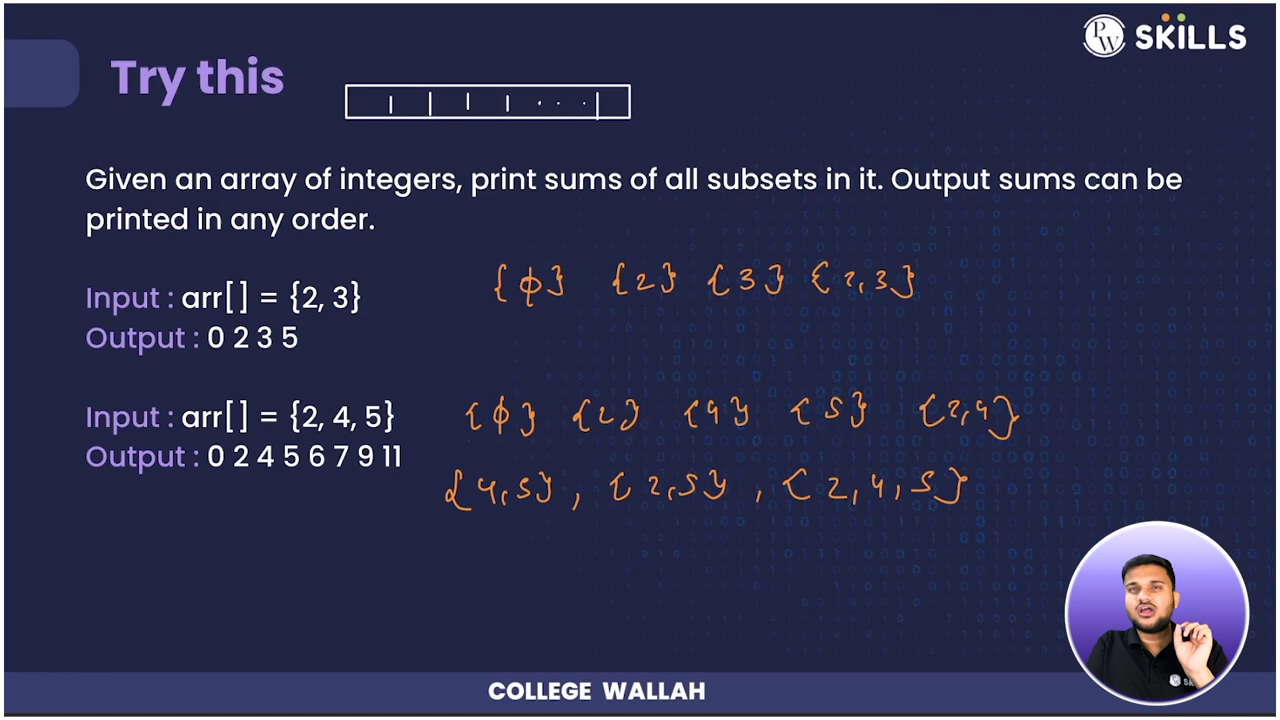 PW SKILLS
Try this
Given an array of integers, print sums of all subsets in it. Output sums can be
printed in any order.
{ϕ} {2} {3} {2,3}
Input : arr[] = {2, 3}
Output : 0 2 3 5
Input : arr[] = {2, 4, 5}
{ϕ} {2} {4} {5} {2,4}
Output : 0 2 4 5 6 7 9 11
{4,5}, {2,5}, {2,4,5}
COLLEGE WALLAH